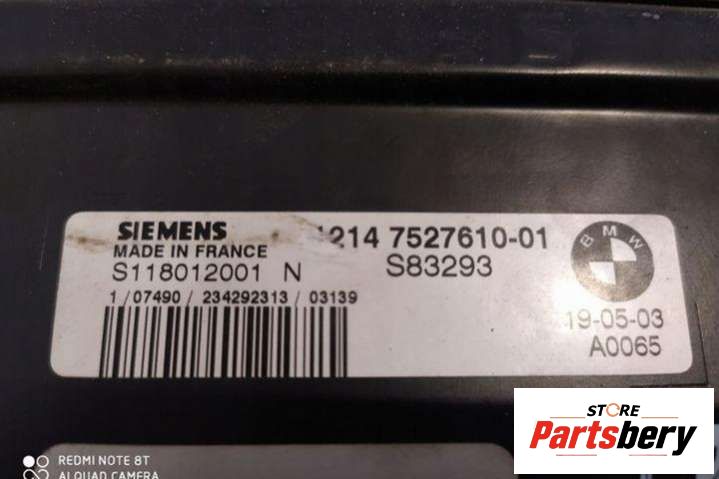 SIEMENS
MADE IN FRANCE
S118012001 N
1214 7527610-01
S83293
1/07490/234292313/03139
BMW
19-05-03
A0065
STORE
Partsbery
REDMI NOTE 8T
AI QUAD CAMERA